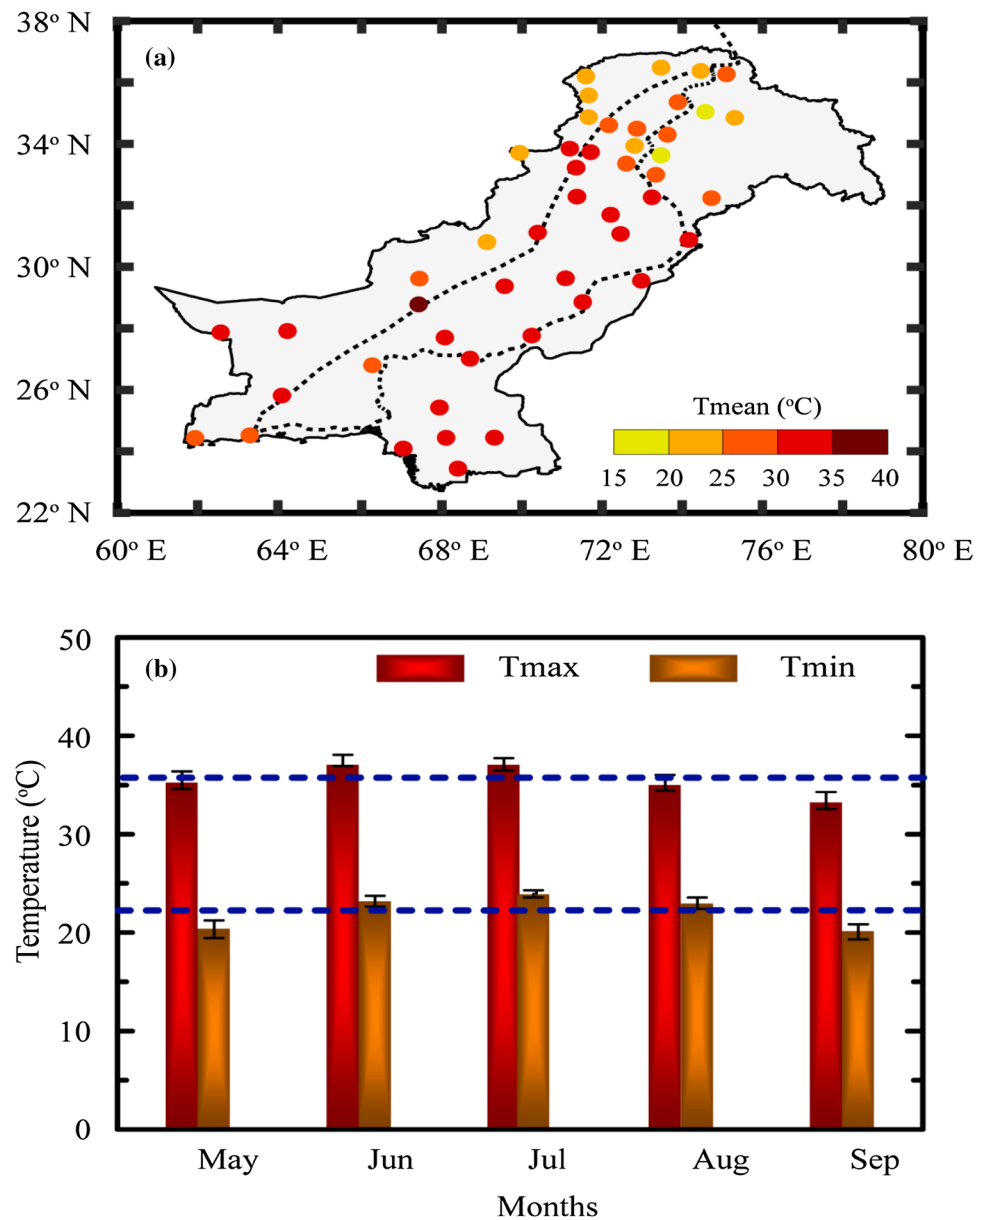 38° N
(a)
34° N
30° N
26° N
Tmean (°C)
15 20 25 30 35 40
22° N
60° E 64° E 68° E 72° E 76° E 80° E
50
(b) Tmax Tmin
40
30
20
10
0
Temperature (°C)
May Jun Jul Aug Sep
Months